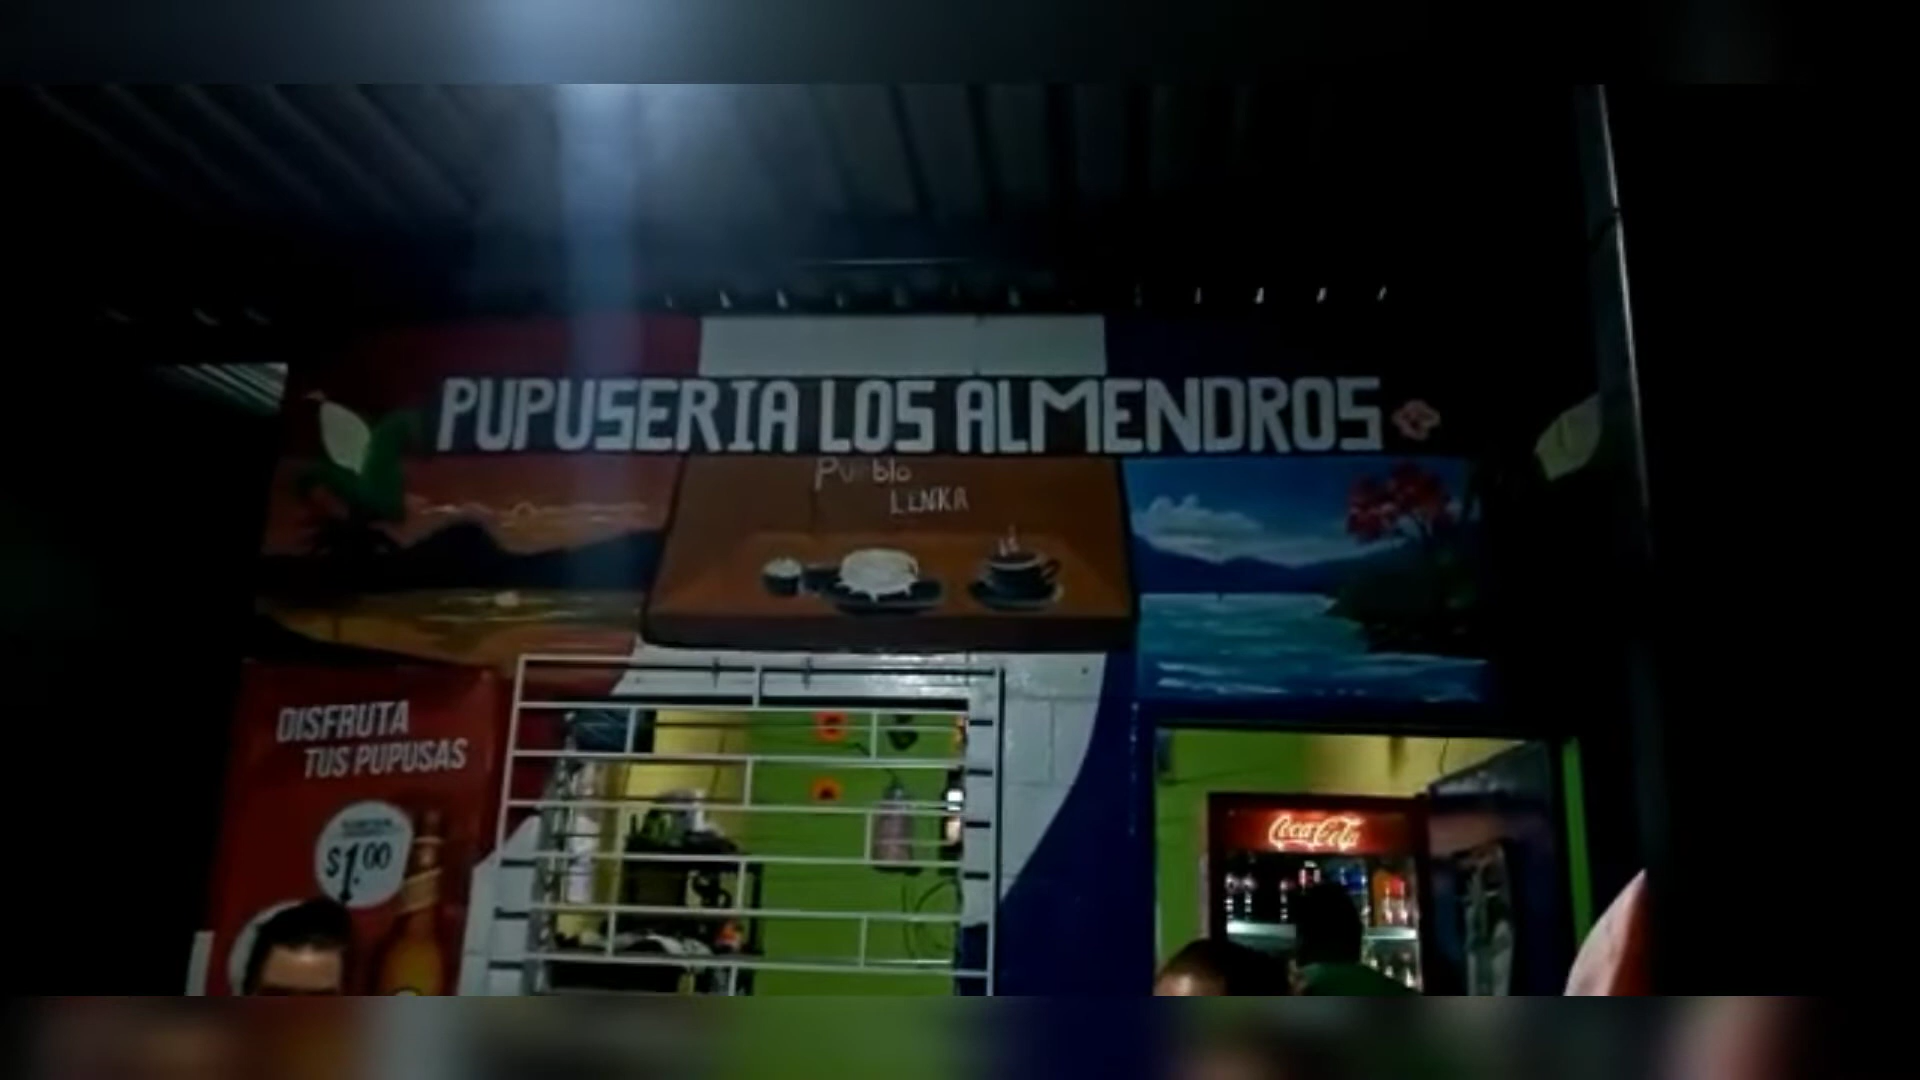 PUPUSERIA LOS ALMENDROS
Pueblo
LENKA
DISFRUTA
TUS PUPUSAS
$1.00
Coca-Cola